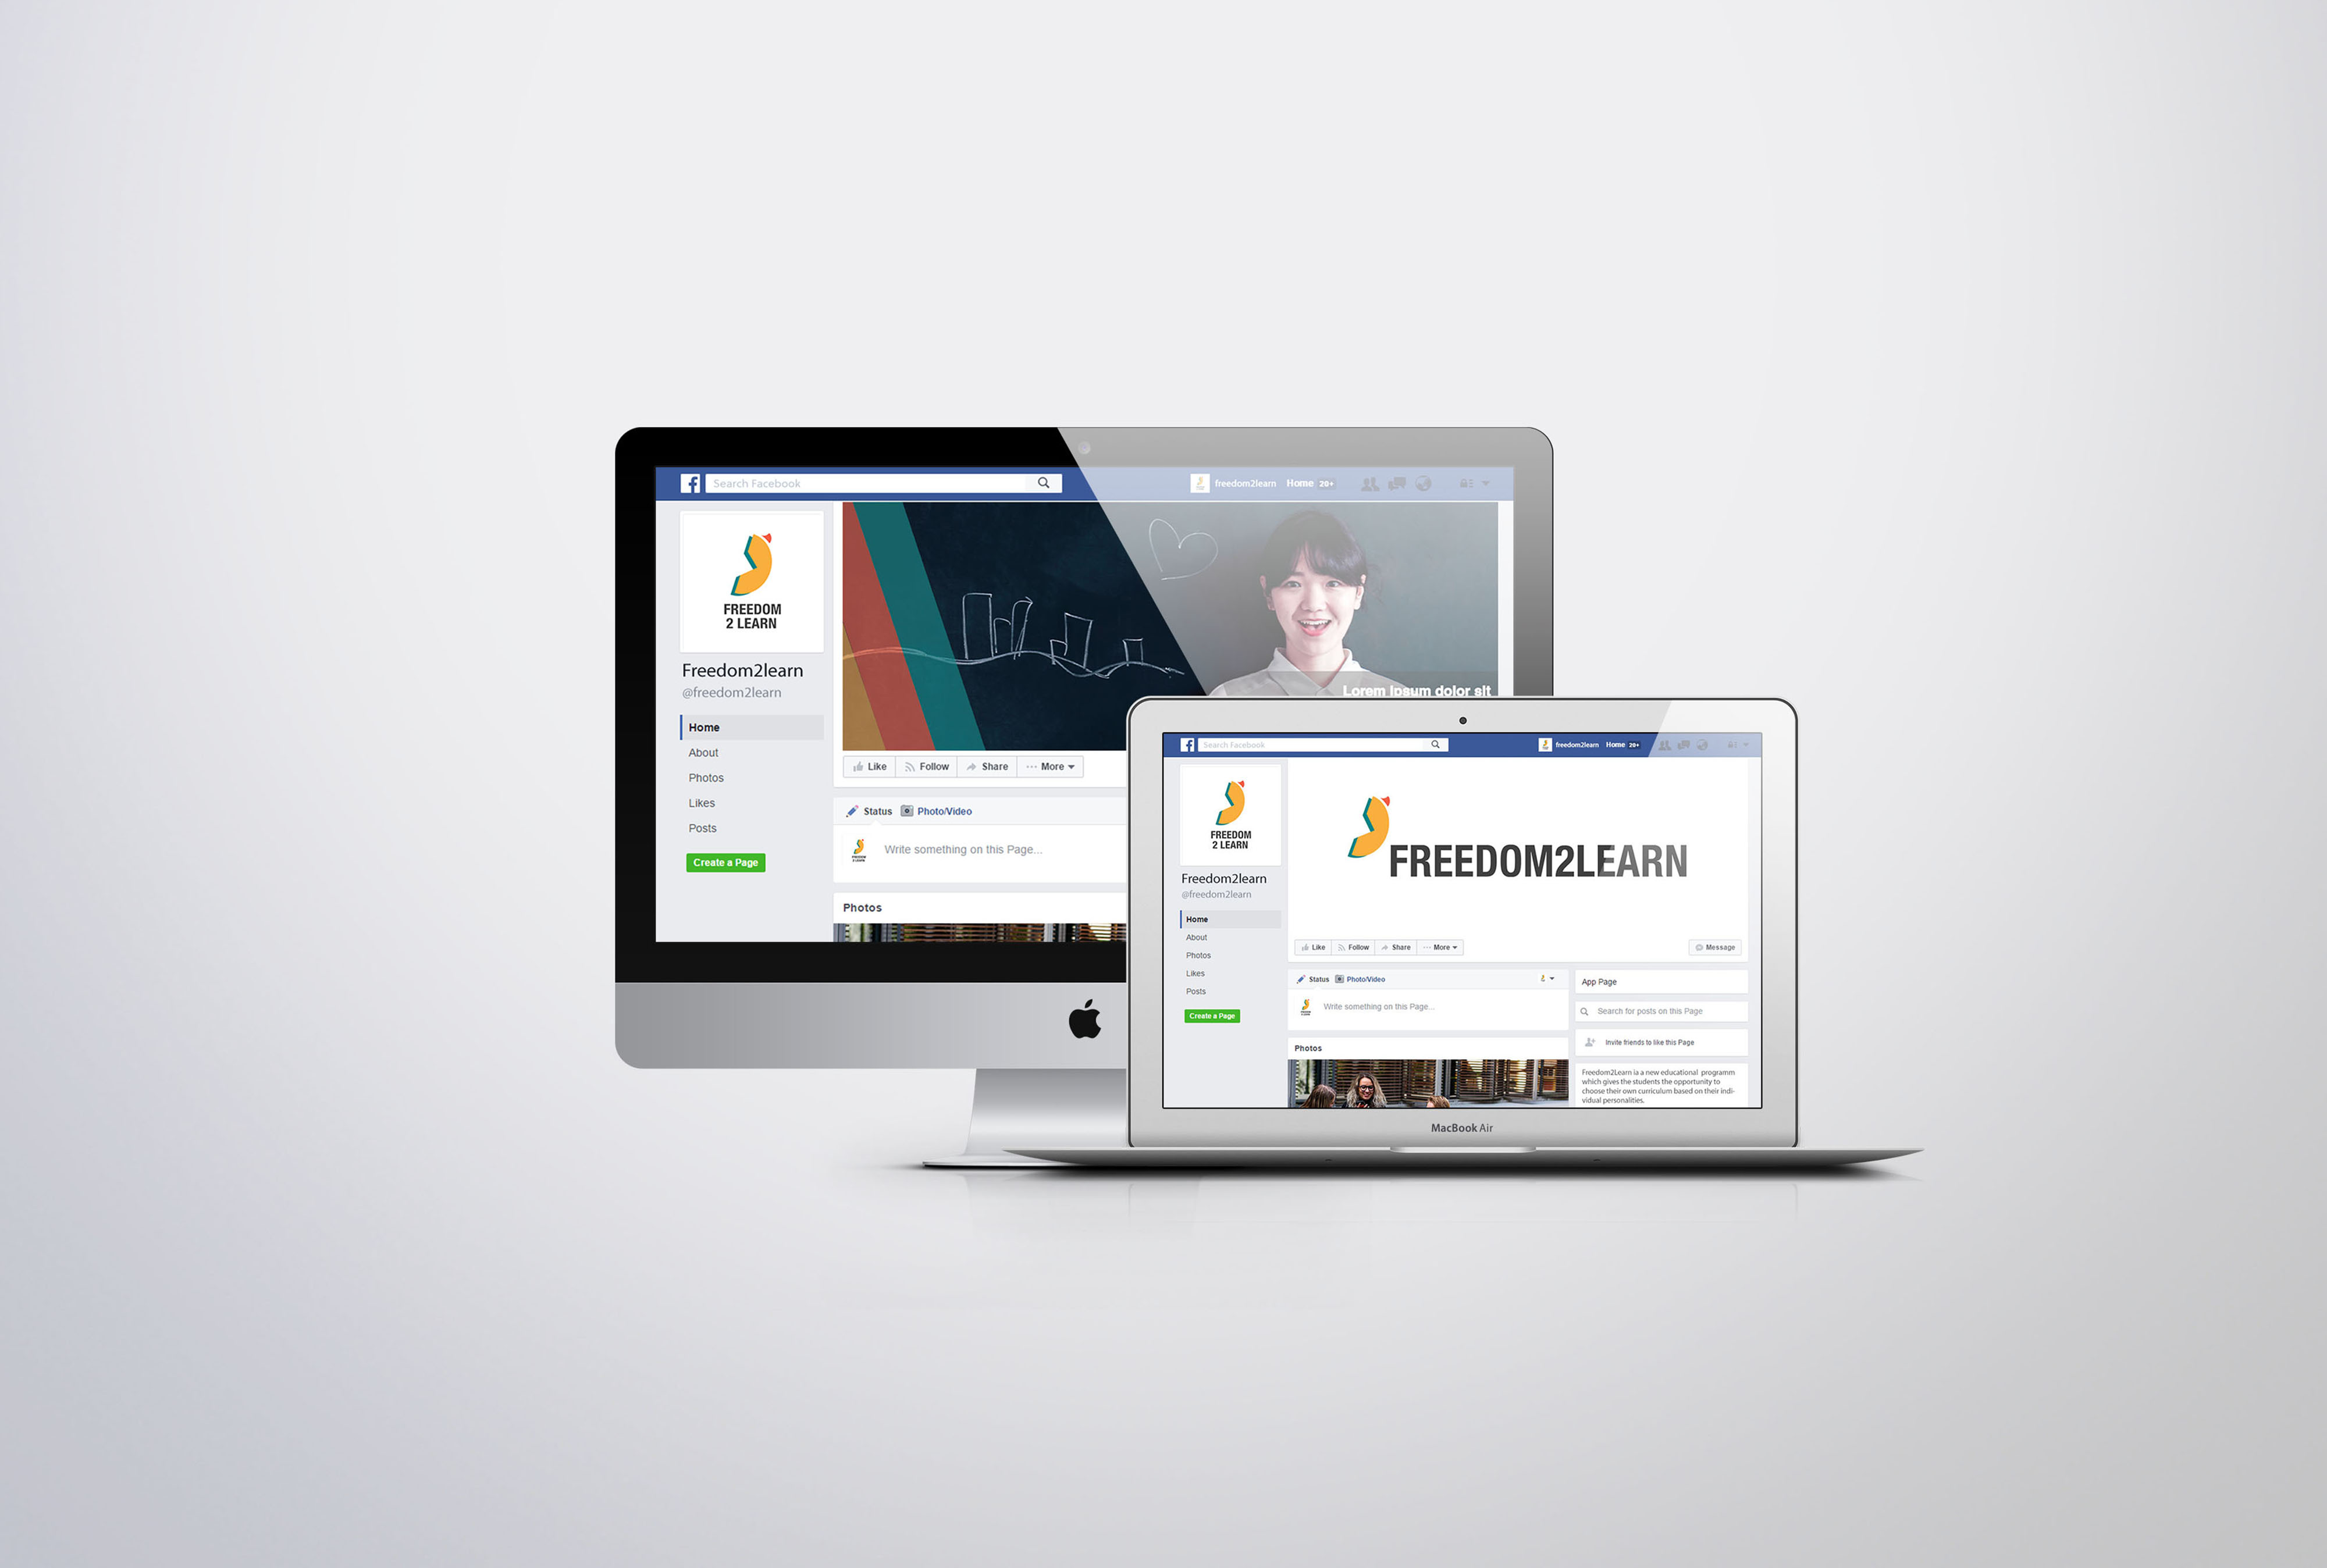 Search Facebook
freedom2learn Home 20+
FREEDOM
2 LEARN
Freedom2learn
@freedom2learn
Home
About
Photos
Likes
Posts
Create a Page
Lorem ipsum dolor sit
Like Follow Share More
Status Photo/Video
Write something on this Page...
Photos
Search Facebook
freedom2learn Home 20+
FREEDOM
2 LEARN
Freedom2learn
@freedom2learn
Home
About
Photos
Likes
Posts
Create a Page
FREEDOM2LEARN
Like Follow Share More
Message
Status Photo/Video
Write something on this Page...
Photos
App Page
Search for posts on this Page
Invite friends to like this Page
Freedom2Learn ia a new educational programm
which gives the students the opportunity to
choose their own curriculum based on their indi-
vidual personalities.
MacBook Air